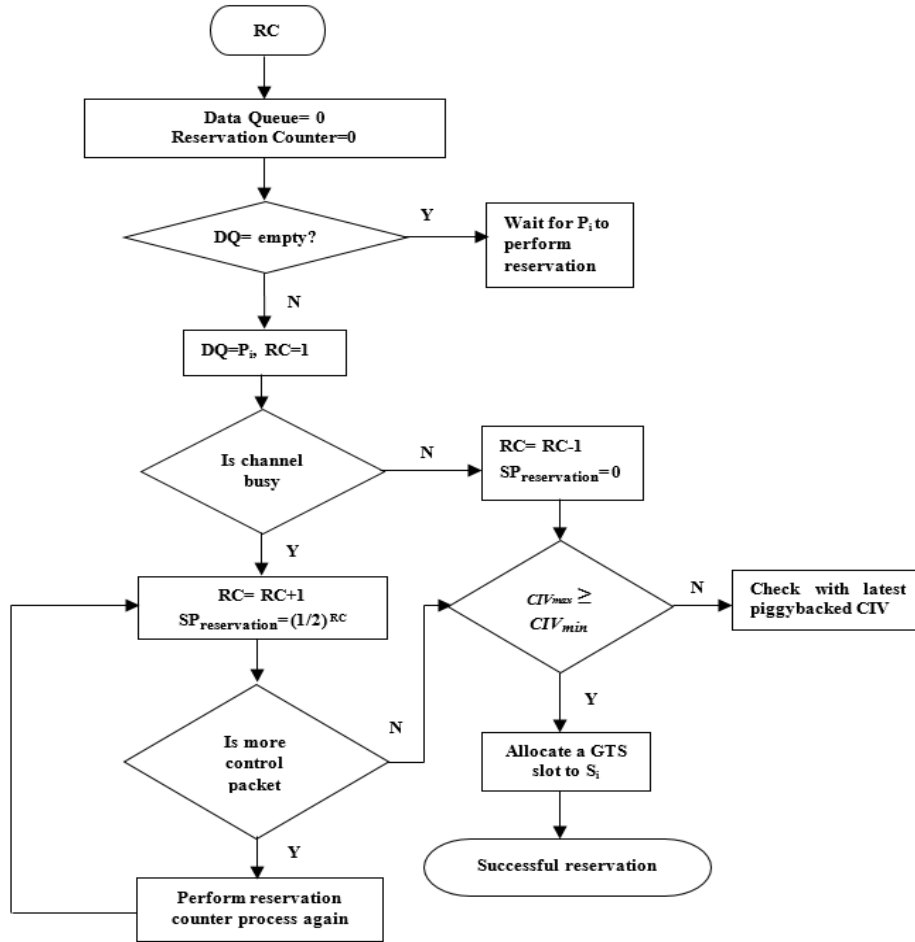 RC
Data Queue= 0
Reservation Counter=0
DQ= empty?
Y
Wait for Pi to
perform
reservation
N
DQ=Pi, RC=1
Is channel
busy
N
RC= RC-1
SPreservation=0
Y
RC= RC+1
SPreservation=(1/2)RC
CIVmax ≥
CIVmin
N
Check with latest
piggybacked CIV
Is more
control
packet
N
Y
Allocate a GTS
slot to Si
Y
Successful reservation
Perform reservation
counter process again